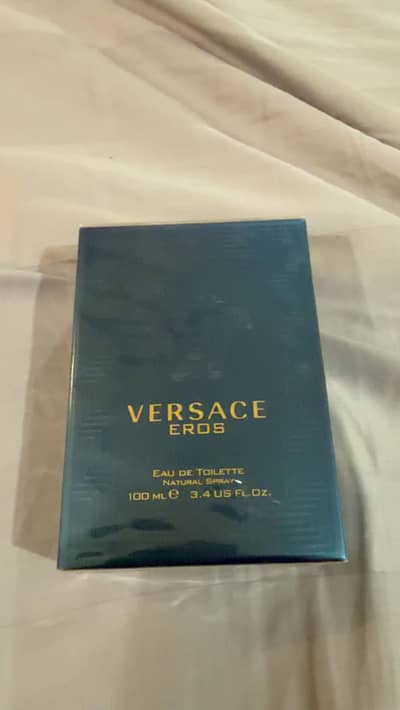 VERSACE
EROS
EAU DE TOILETTE
NATURAL SPRAY
100 ML ℮ 3.4 US FL.OZ.